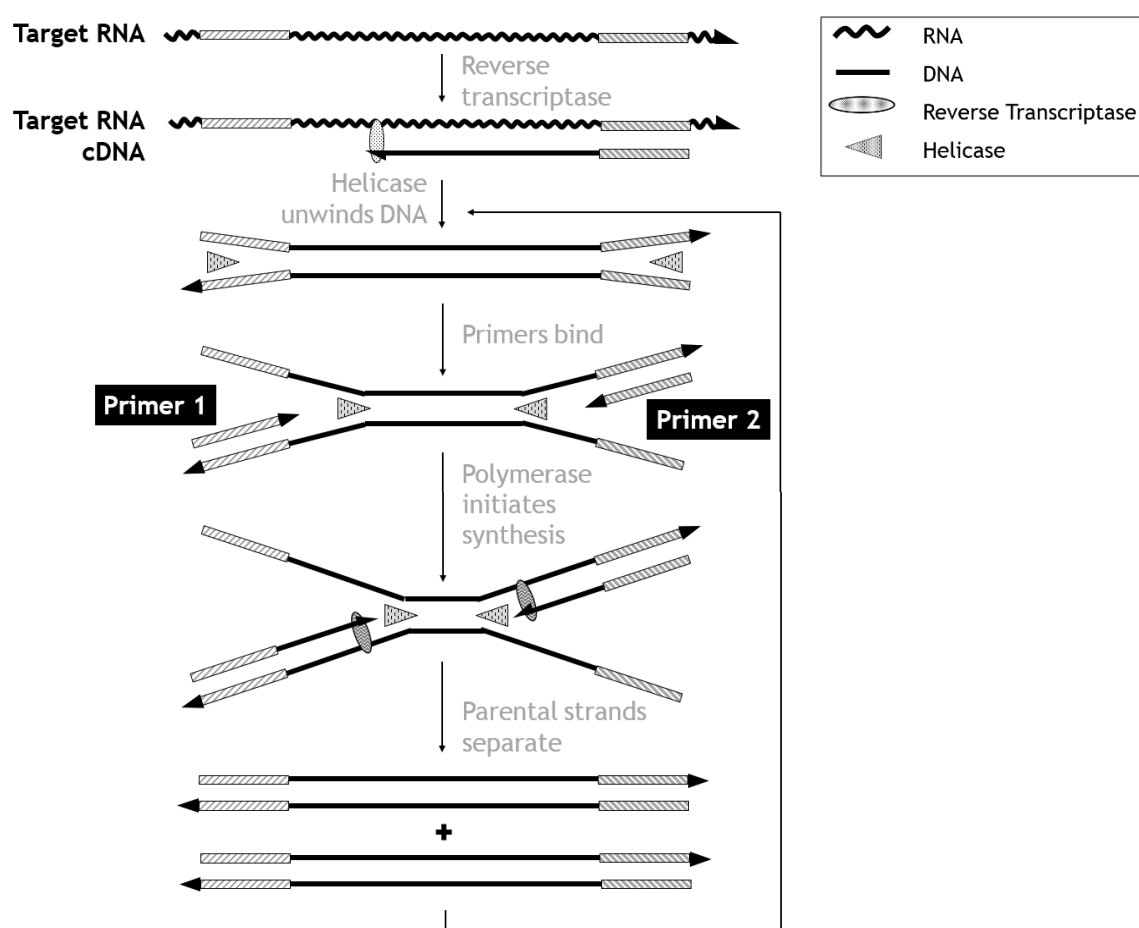 Target RNA
Reverse
transcriptase
Target RNA
cDNA
Helicase
unwinds DNA
Primers bind
Primer 1
Primer 2
Polymerase
initiates
synthesis
Parental strands
separate
+
RNA
DNA
Reverse Transcriptase
Helicase